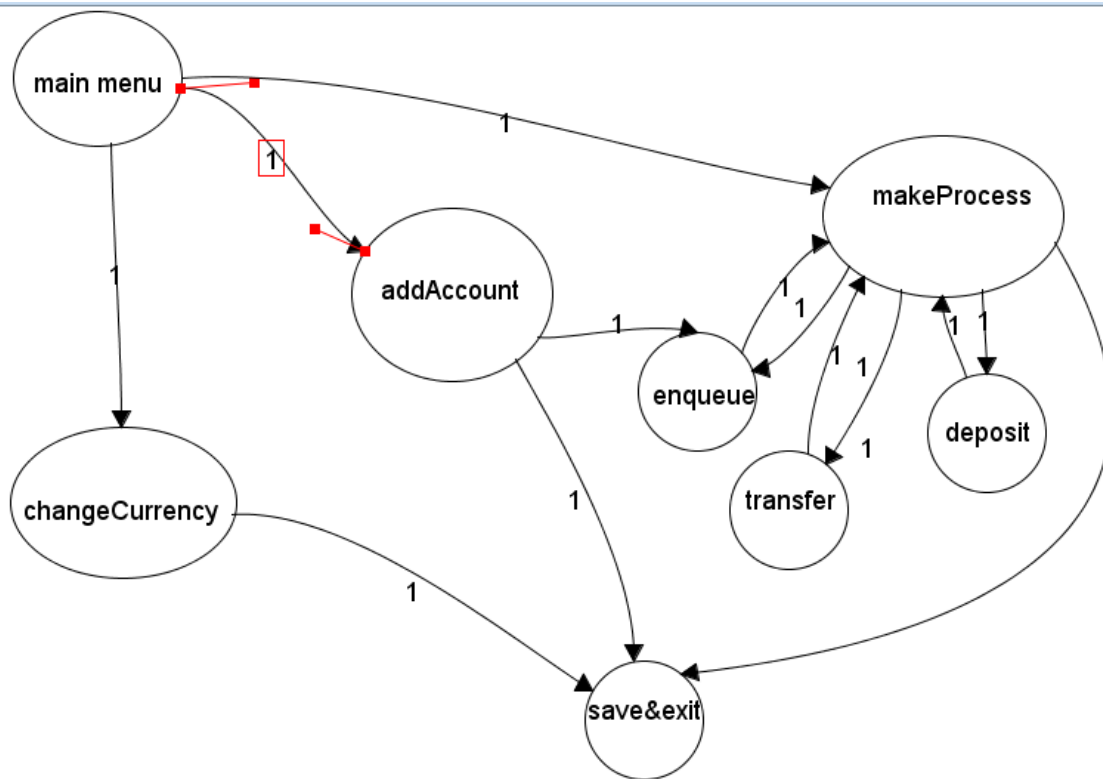 main menu
1
1
makeProcess
1
addAccount
1
1
1
1
1
1
1
enqueue
1
deposit
1
transfer
1
changeCurrency
1
save&exit